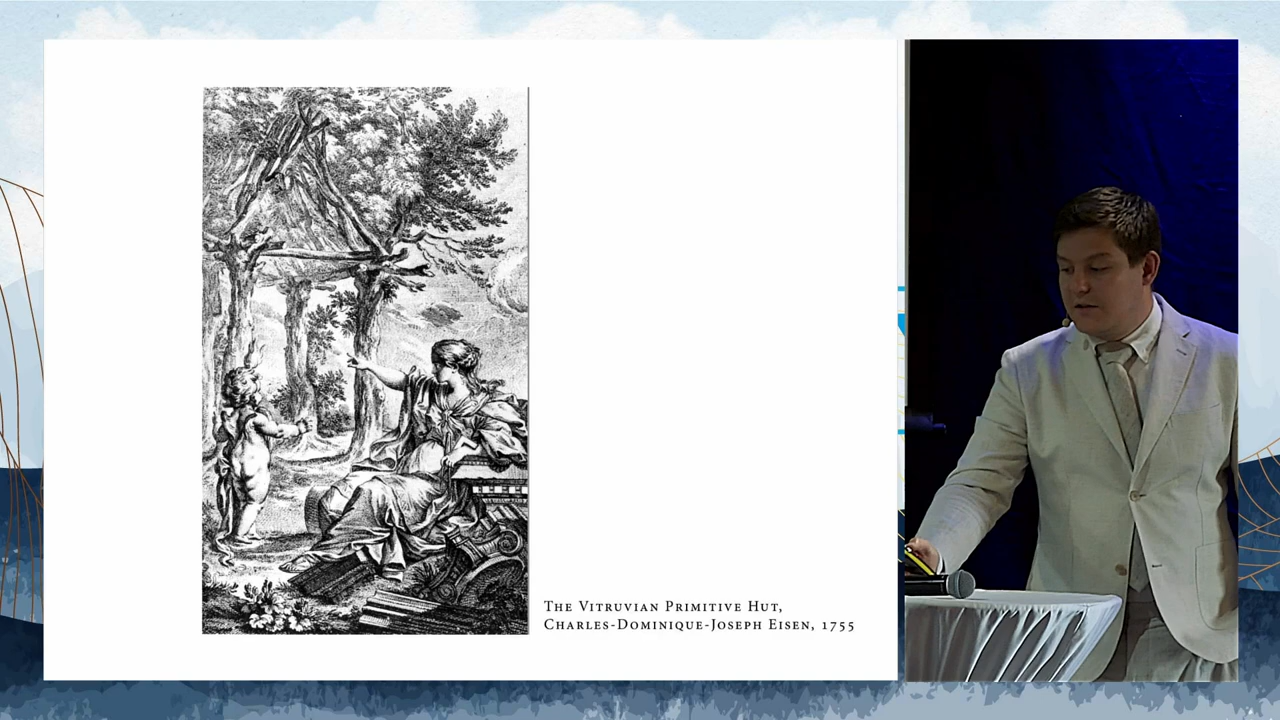 The Vitruvian Primitive Hut,
Charles-Dominique-Joseph Eisen, 1755